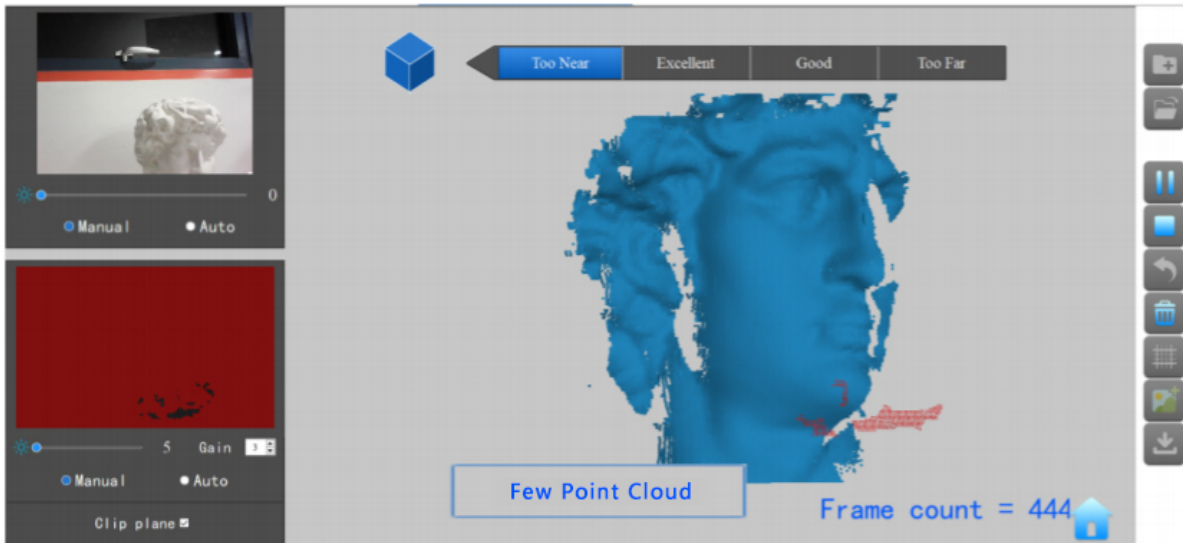 Too Near Excellent Good Too Far
0
Manual Auto
5 Gain 3
Manual Auto
Clip plane
Few Point Cloud
Frame count = 444